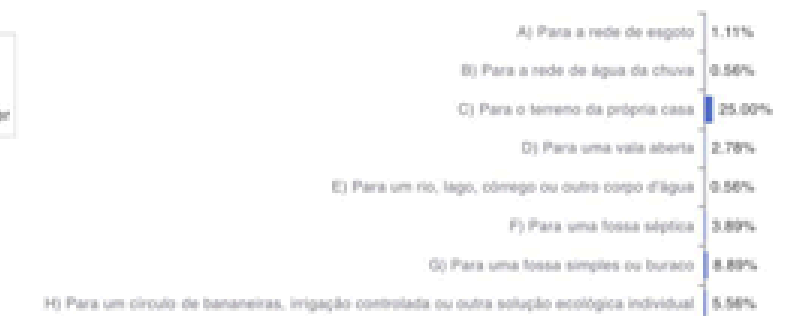 A) Para a rede de esgoto 1.11%
B) Para a rede de água da chuva 0.56%
C) Para o terreno da própria casa 25.00%
D) Para uma vala aberta 2.78%
E) Para um rio, lago, córrego ou outro corpo d'água 0.56%
F) Para uma fossa séptica 3.89%
G) Para uma fossa simples ou buraco 8.89%
H) Para um círculo de bananeiras, irrigação controlada ou outra solução ecológica individual 5.56%